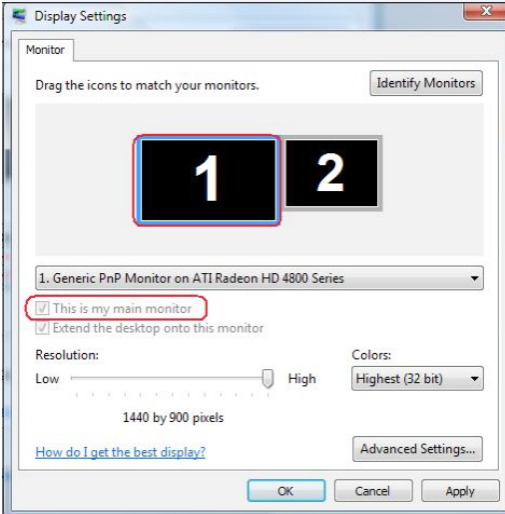 Display Settings
Monitor
Drag the icons to match your monitors.
Identify Monitors
1
2
1. Generic PnP Monitor on ATI Radeon HD 4800 Series
This is my main monitor
Extend the desktop onto this monitor
Resolution:
Colors:
Low
High
Highest (32 bit)
1440 by 900 pixels
How do I get the best display?
Advanced Settings...
OK
Cancel
Apply